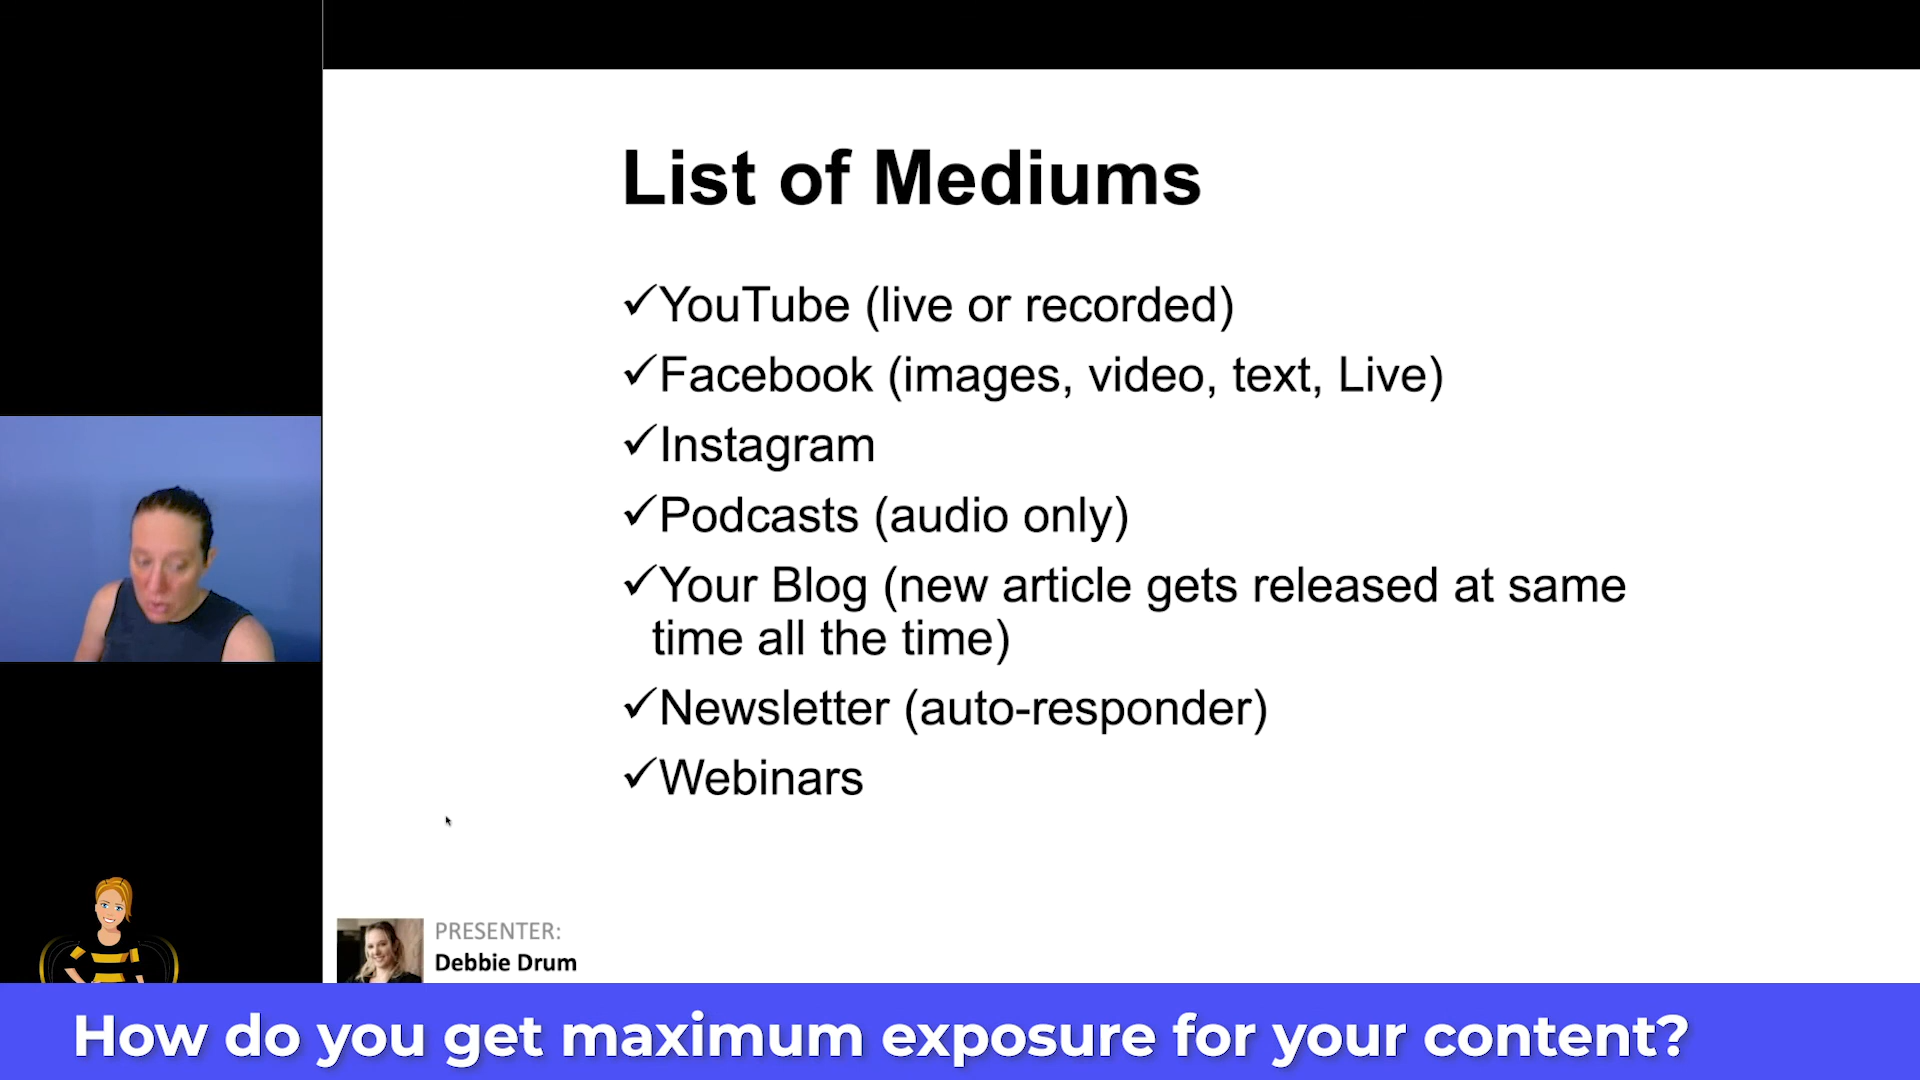 List of Mediums
✓YouTube (live or recorded)
✓Facebook (images, video, text, Live)
✓Instagram
✓Podcasts (audio only)
✓Your Blog (new article gets released at same
time all the time)
✓Newsletter (auto-responder)
✓Webinars
PRESENTER:
Debbie Drum
How do you get maximum exposure for your content?